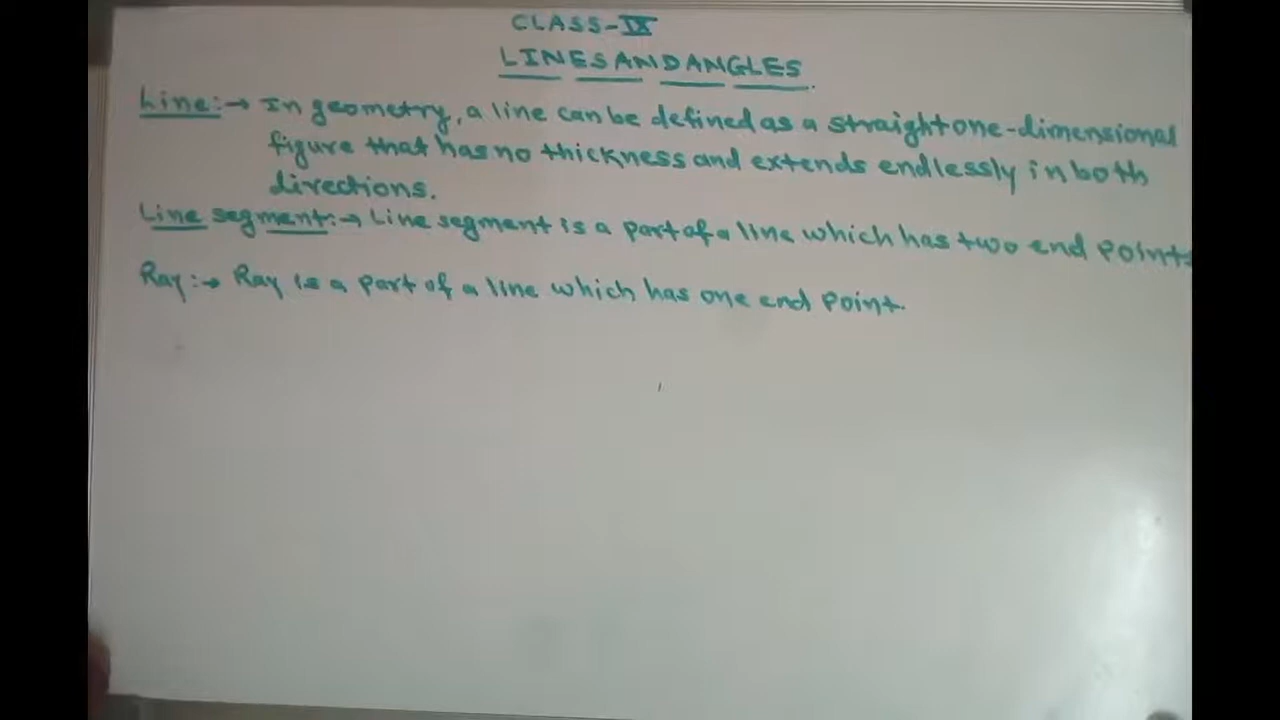 CLASS-IX
LINES AND ANGLES
Line:→ In geometry, a line can be defined as a straight one-dimensional
figure that has no thickness and extends endlessly in both
directions.
Line segment:→ Line segment is a part of a line which has two end points
Ray:→ Ray is a part of a line which has one end point.